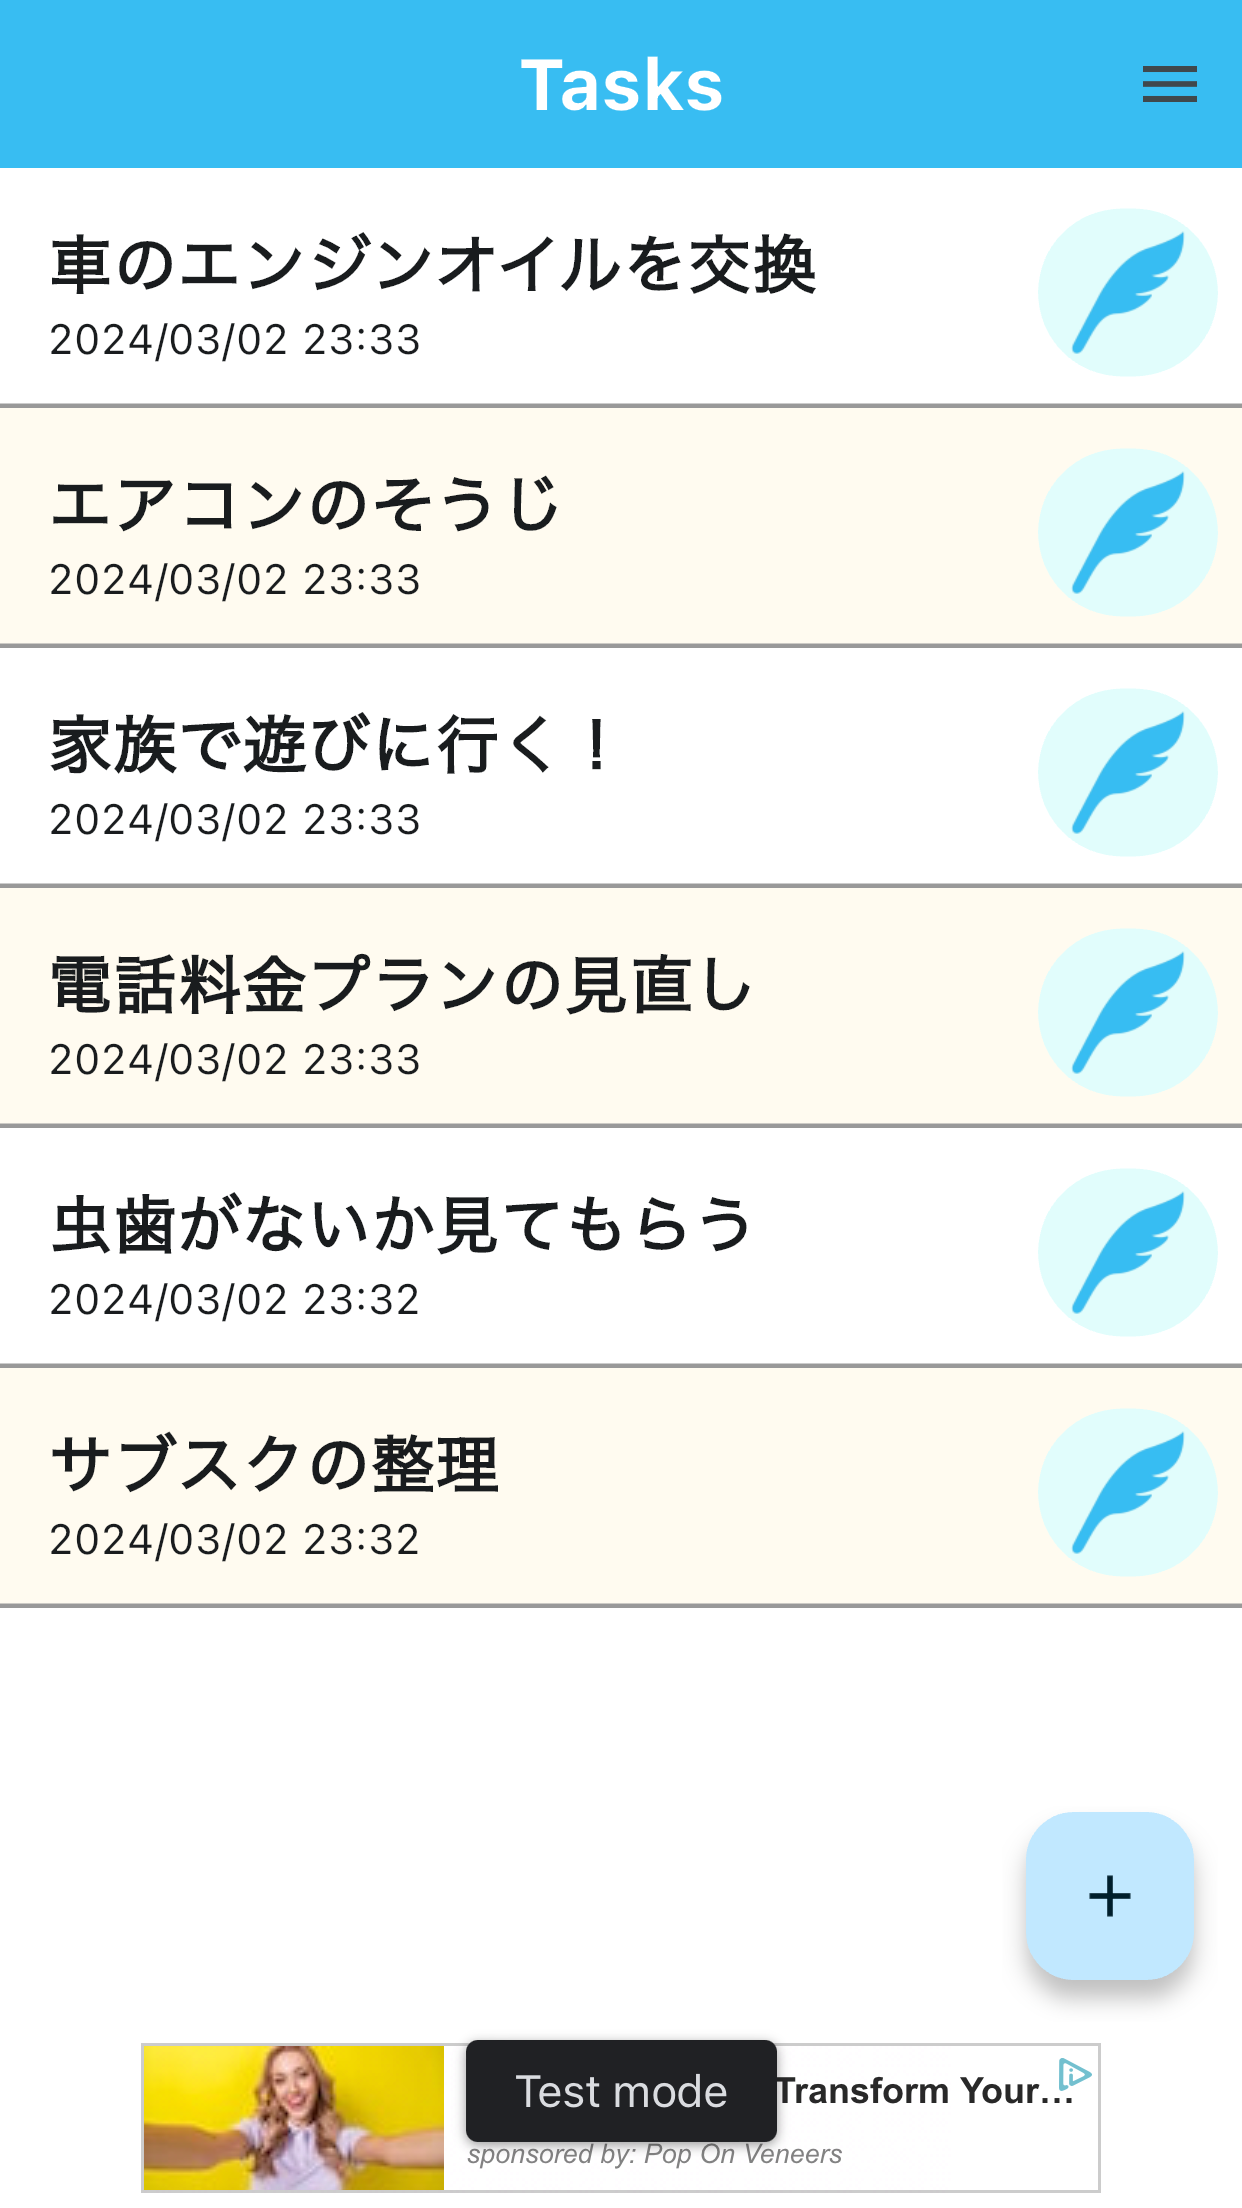 Tasks
車のエンジンオイルを交換
2024/03/02 23:33
エアコンのそうじ
2024/03/02 23:33
家族で遊びに行く！
2024/03/02 23:33
電話料金プランの見直し
2024/03/02 23:33
虫歯がないか見てもらう
2024/03/02 23:32
サブスクの整理
2024/03/02 23:32
+
Test mode
Transform Your...
sponsored by: Pop On Veneers